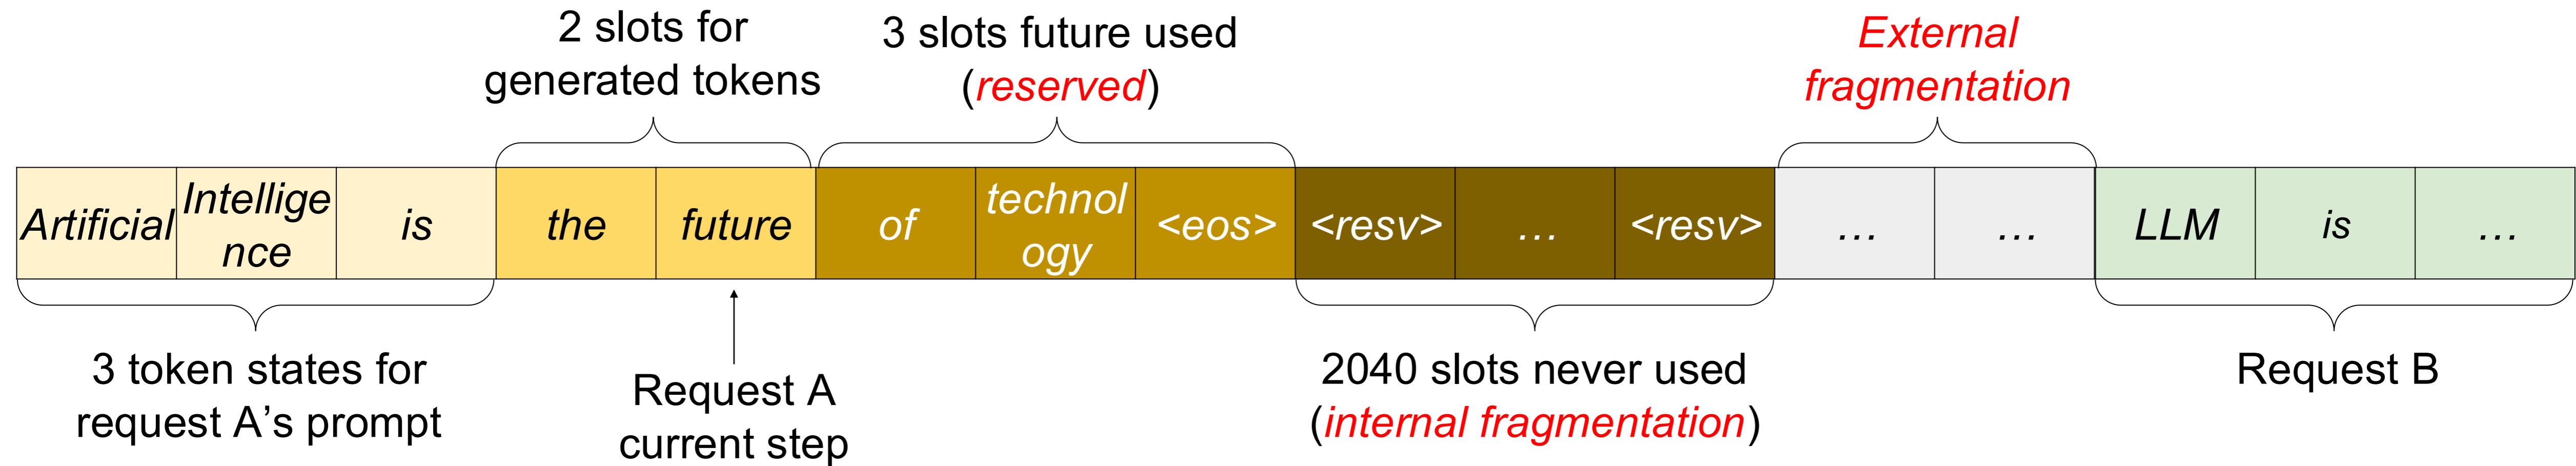 2 slots for
generated tokens
3 slots future used
(reserved)
External
fragmentation
Artificial
Intellige
nce
is
the
future
of
technol
ogy
<eos>
<resv>
…
<resv>
…
…
LLM
is
…
3 token states for
request A’s prompt
Request A
current step
2040 slots never used
(internal fragmentation)
Request B